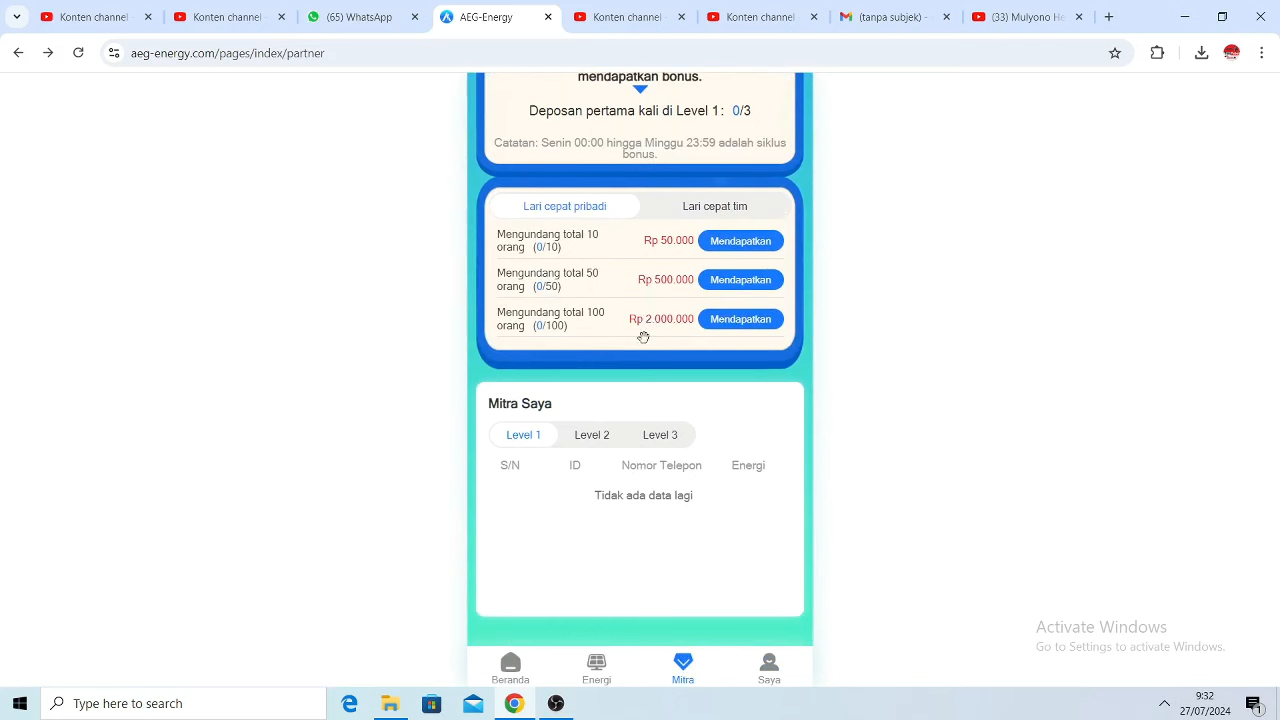 Konten channel -
Konten channel -
(65) WhatsApp
AEG-Energy
Konten channel -
Konten channel -
(tanpa subjek) -
(33) Mulyono He
aeg-energy.com/pages/index/partner
mendapatkan bonus.
Deposan pertama kali di Level 1: 0/3
Catatan: Senin 00:00 hingga Minggu 23:59 adalah siklus
bonus.
Lari cepat pribadi Lari cepat tim
Mengundang total 10
orang (0/10) Rp 50.000 Mendapatkan
Mengundang total 50
orang (0/50) Rp 500.000 Mendapatkan
Mengundang total 100
orang (0/100) Rp 2.000.000 Mendapatkan
Mitra Saya
Level 1 Level 2 Level 3
S/N ID Nomor Telepon Energi
Tidak ada data lagi
Activate Windows
Go to Settings to activate Windows.
Beranda Energi Mitra Saya
Type here to search
9:32
27/07/2024
1